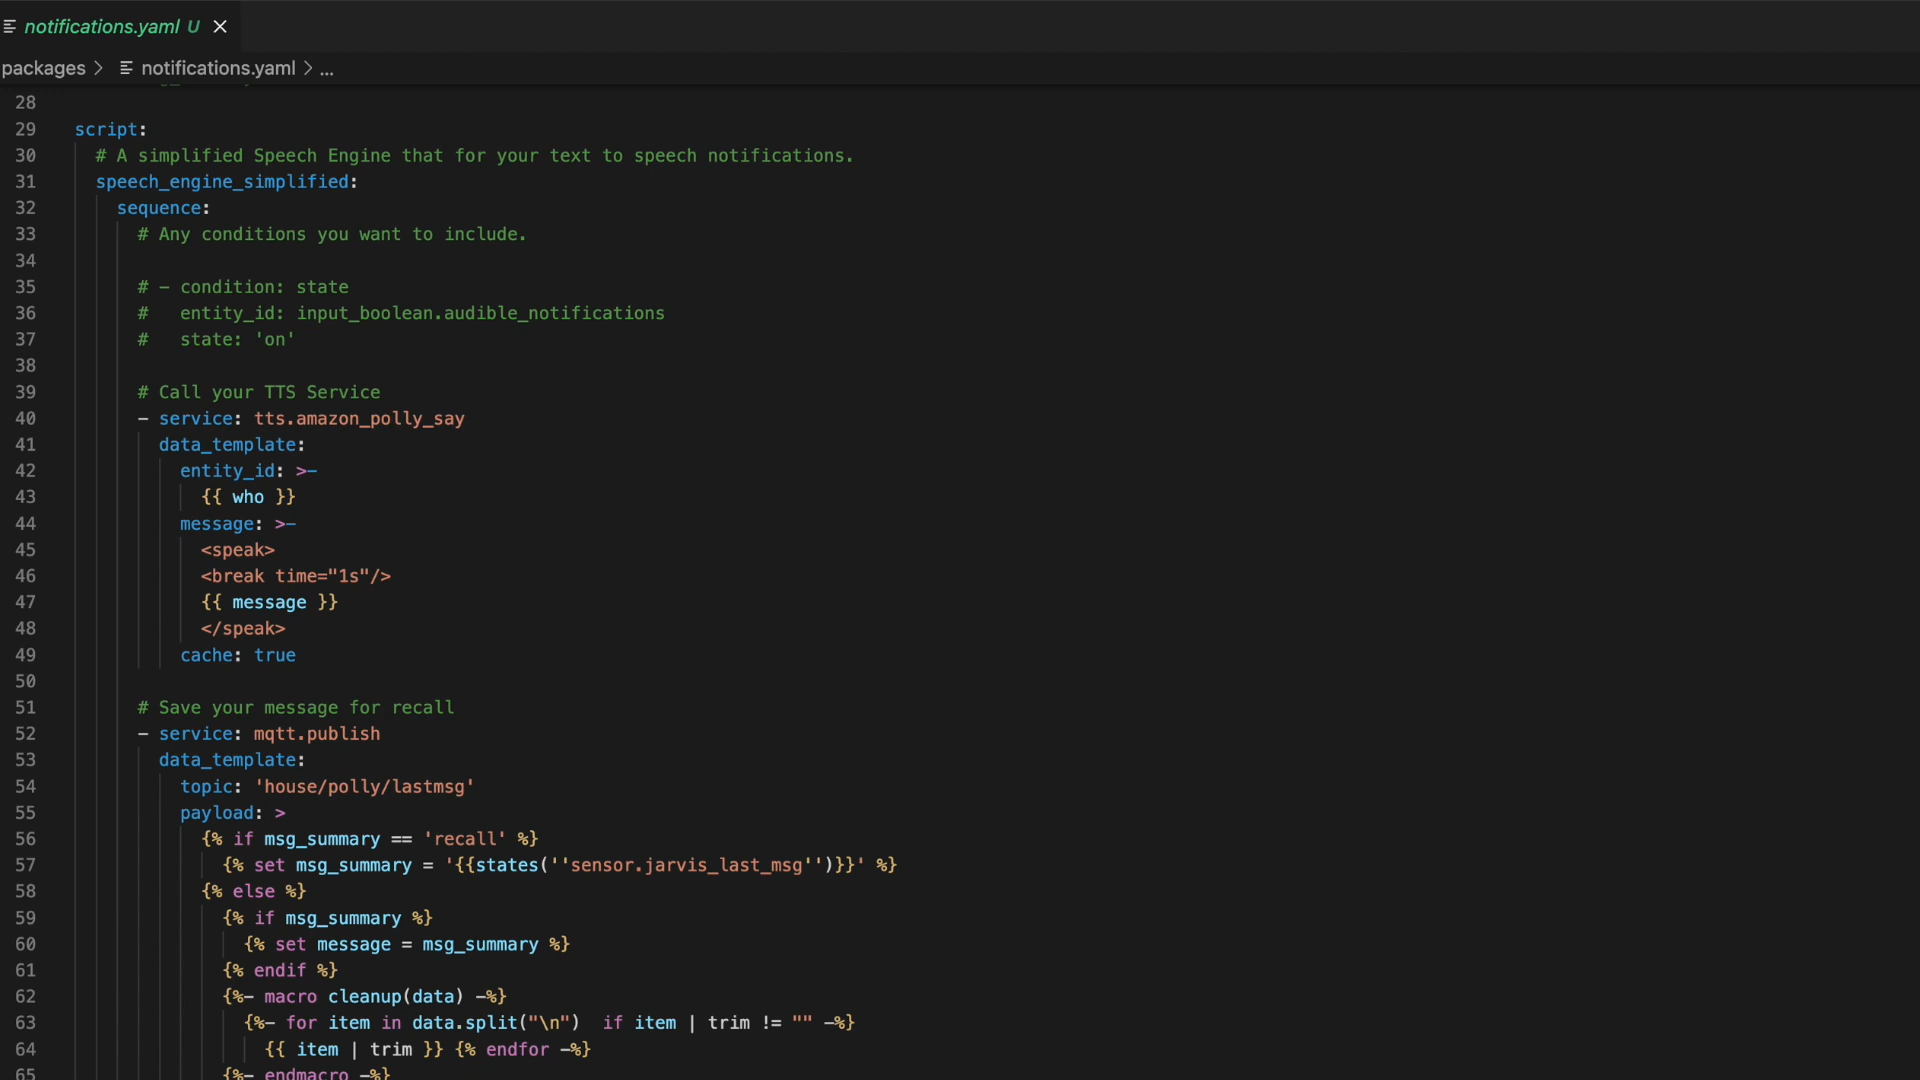 notifications.yaml U
packages > notifications.yaml > ...
28
29 script:
30 # A simplified Speech Engine that for your text to speech notifications.
31 speech_engine_simplified:
32 sequence:
33 # Any conditions you want to include.
34
35 # - condition: state
36 # entity_id: input_boolean.audible_notifications
37 # state: 'on'
38
39 # Call your TTS Service
40 - service: tts.amazon_polly_say
41 data_template:
42 entity_id: >-
43 {{ who }}
44 message: >-
45 <speak>
46 <break time="1s"/>
47 {{ message }}
48 </speak>
49 cache: true
50
51 # Save your message for recall
52 - service: mqtt.publish
53 data_template:
54 topic: 'house/polly/lastmsg'
55 payload: >
56 {% if msg_summary == 'recall' %}
57 {% set msg_summary = '{{states(''sensor.jarvis_last_msg'')}}' %}
58 {% else %}
59 {% if msg_summary %}
60 {% set message = msg_summary %}
61 {% endif %}
62 {%- macro cleanup(data) -%}
63 {%- for item in data.split("\n")  if item | trim != "" -%}
64 {{ item | trim }} {% endfor -%}
65 {%- endmacro -%}